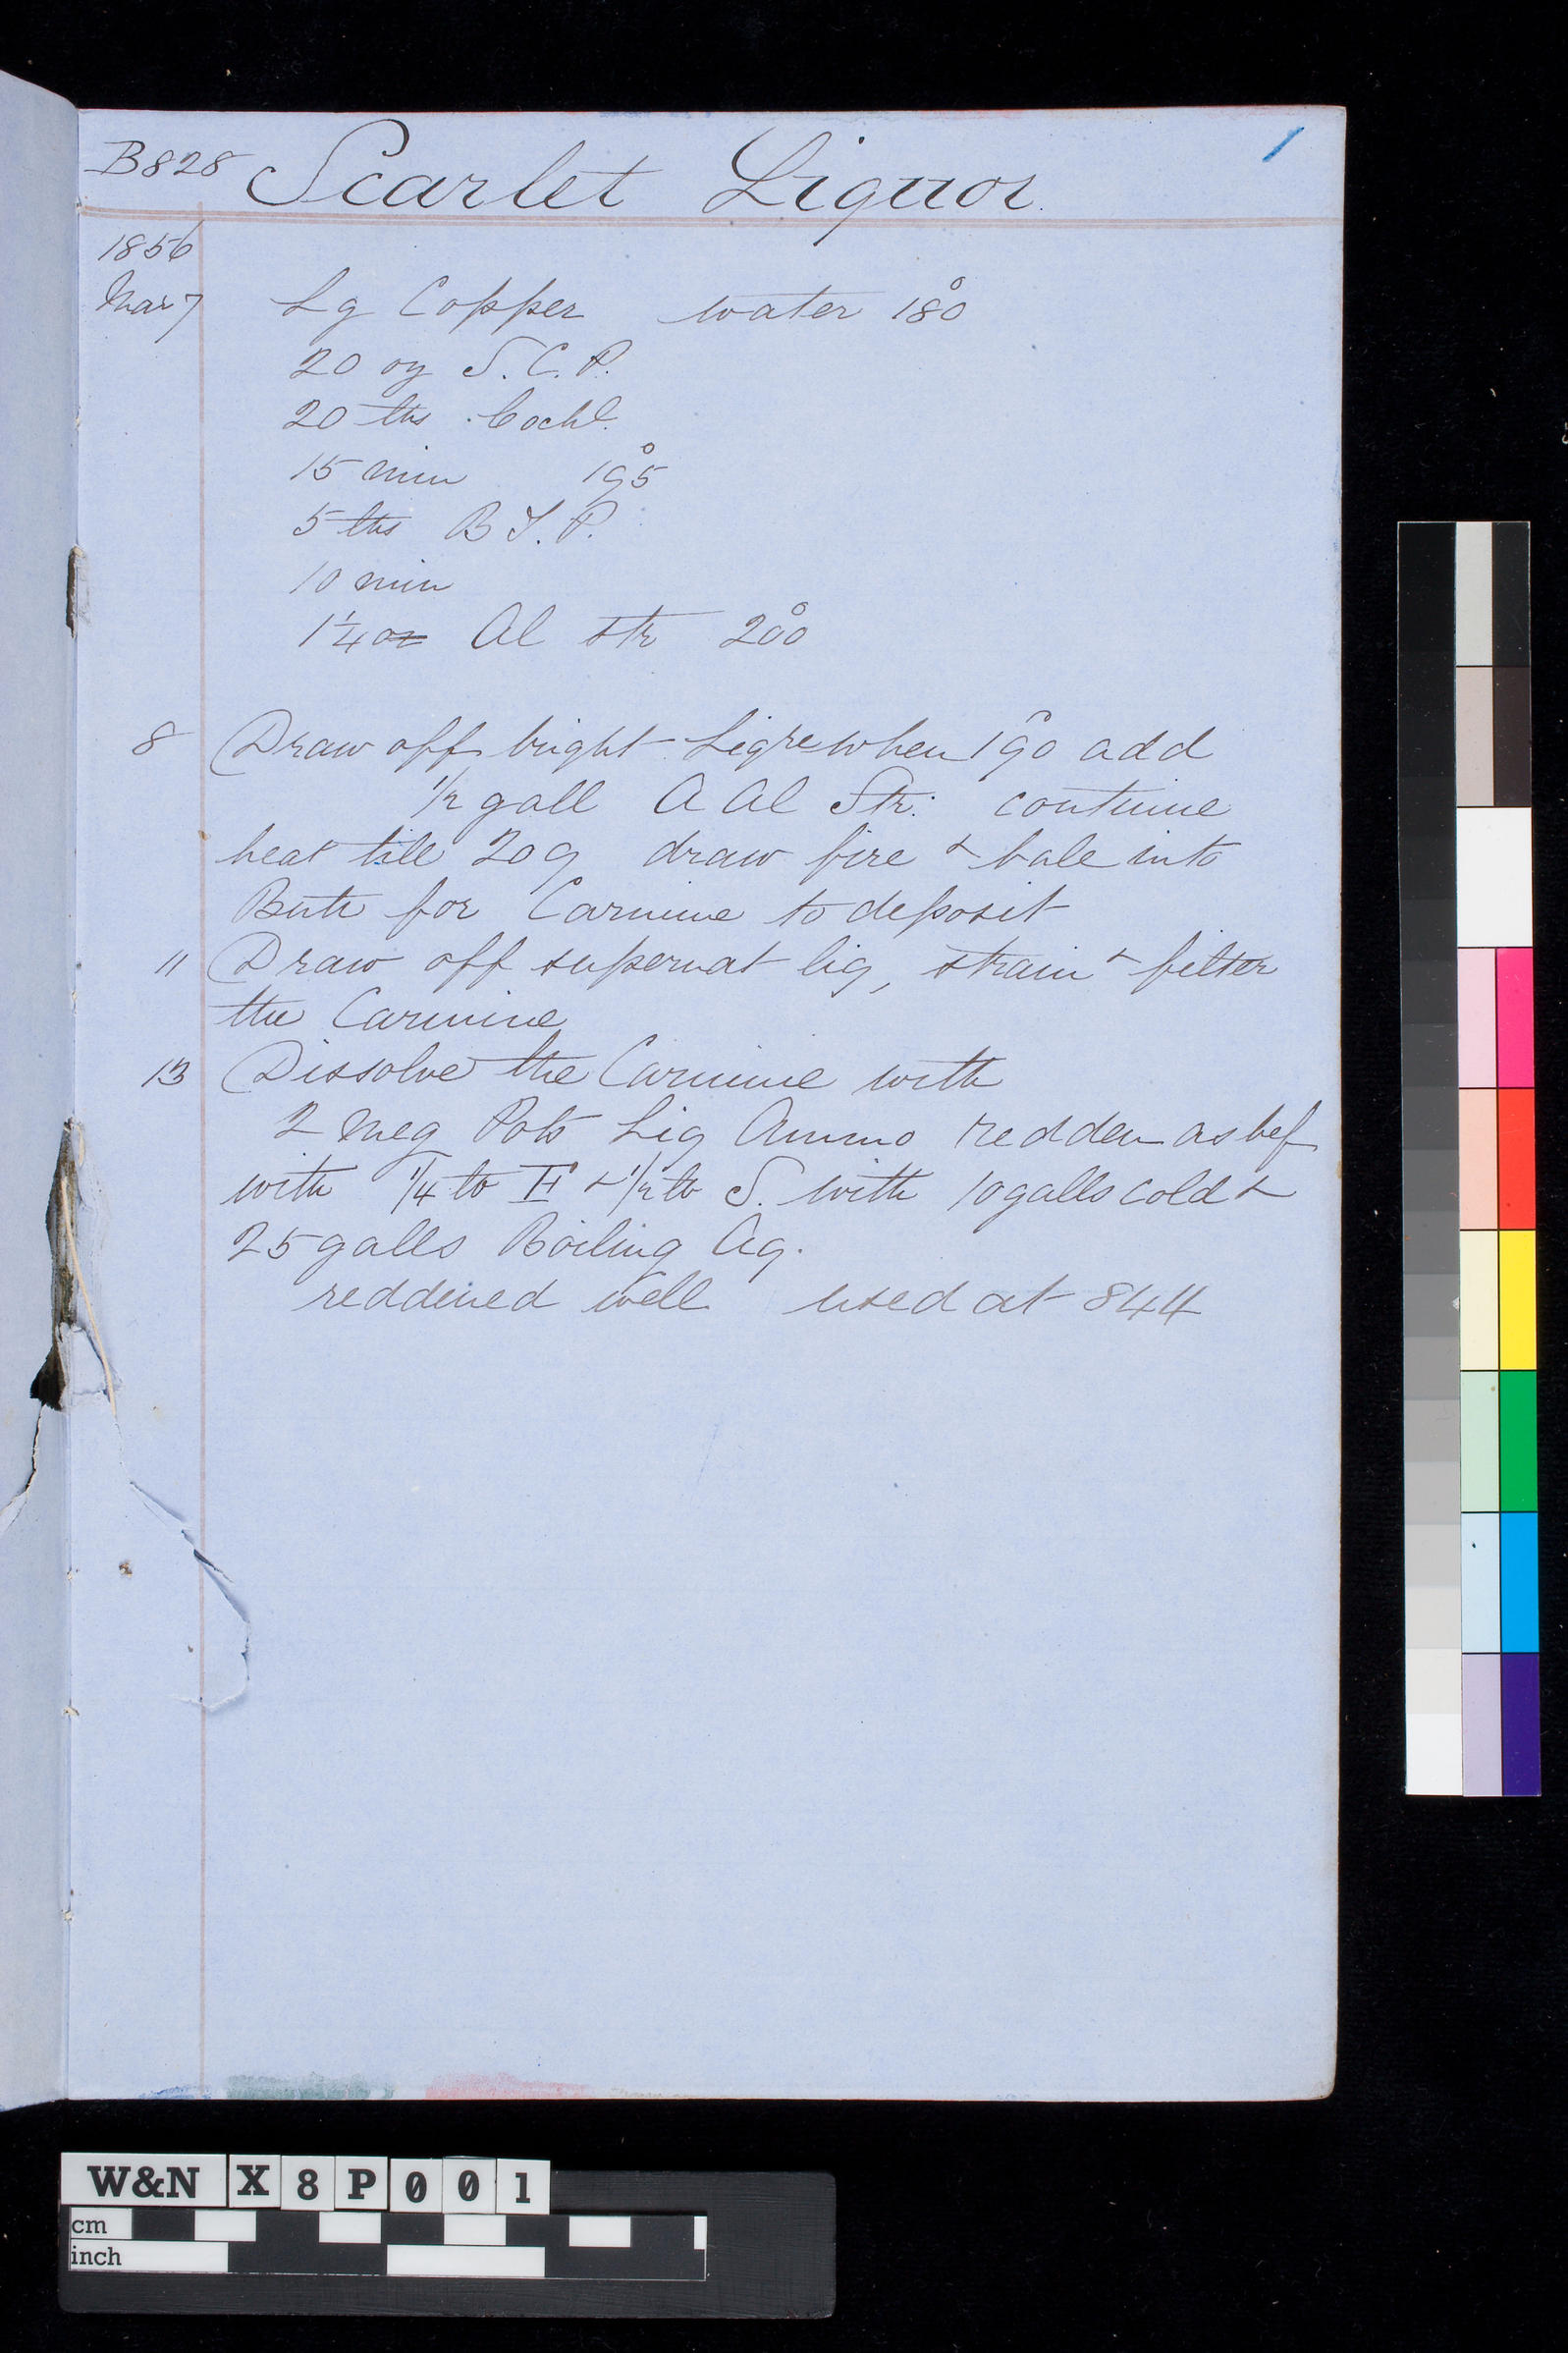 B828 Scarlet Liquor 1
1856
Mar 7 Lg Copper water 180°
20 oz S. C. P.
20 lbs Cochl.
15 min 195°
5 lbs B T. P.
10 min
1¼ oz Al str 200°
8 Draw off bright Liqre when 190° add
½ gall A Al Str: continue
heat till 209 draw fire & bale into
Butt for Carmine to deposit
11 Draw off supernat liq, strain & filter
the Carmine
13 Dissolve the Carmine with
2 Meg Pots Liq Ammo redden as bef
with ¼ to F & ½ to S. with 10 galls cold &
25 galls Boiling Aq.
reddened well used at 844
W&N X8P001
cm
inch